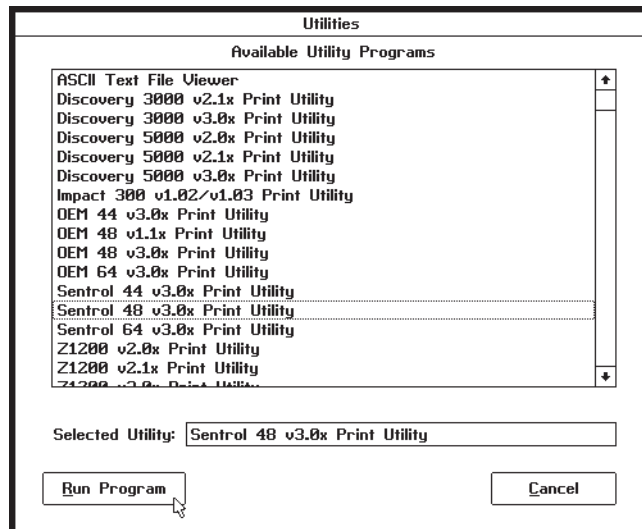 Utilities
Available Utility Programs
ASCII Text File Viewer
Discovery 3000 v2.1x Print Utility
Discovery 3000 v3.0x Print Utility
Discovery 5000 v2.0x Print Utility
Discovery 5000 v2.1x Print Utility
Discovery 5000 v3.0x Print Utility
Impact 300 v1.02/v1.03 Print Utility
OEM 44 v3.0x Print Utility
OEM 48 v1.1x Print Utility
OEM 48 v3.0x Print Utility
OEM 64 v3.0x Print Utility
Sentrol 44 v3.0x Print Utility
Sentrol 48 v3.0x Print Utility
Sentrol 64 v3.0x Print Utility
Z1200 v2.0x Print Utility
Z1200 v2.1x Print Utility
Z1200 v3.0x Print Utility
Selected Utility: Sentrol 48 v3.0x Print Utility
Run Program Cancel